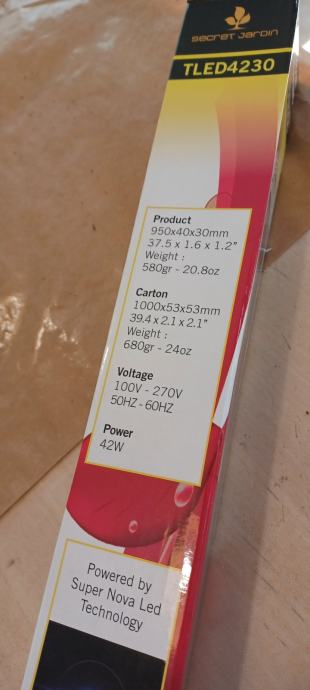 secret Jardin
TLED4230
Product
950x40x30mm
37.5 x 1.6 x 1.2"
Weight :
580gr - 20.8oz
Carton
1000x53x53mm
39.4 x 2.1 x 2.1"
Weight :
680gr - 24oz
Voltage
100V - 270V
50HZ - 60HZ
Power
42W
Powered by
Super Nova Led
Technology